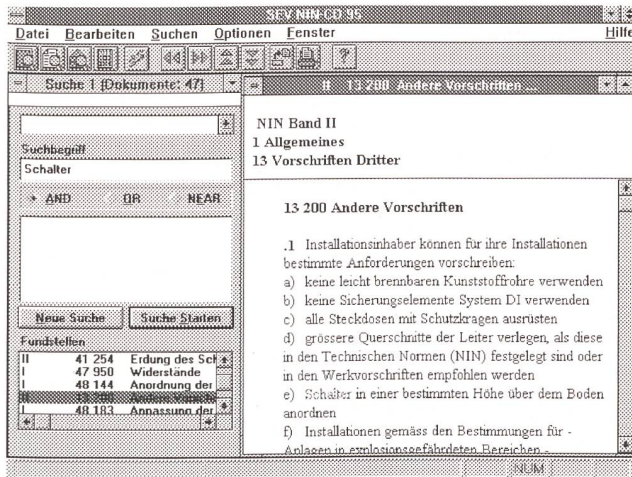 SEV NIN-CD 95
Datei Bearbeiten Suchen Optionen Fenster Hilfe
?
Suche 1 (Dokumente: 47)
Suchbegriff
Schalter
AND OR NEAR
Neue Suche Suche Starten
Fundstellen
II 41 254 Erdung des Sch
I 47 950 Widerstände
I 48 144 Anordnung der
II 13 200 Andere Vorschr
I 48 183 Anpassung der
II 13 200 Andere Vorschriften ...
NIN Band II
1 Allgemeines
13 Vorschriften Dritter
13 200 Andere Vorschriften
.1 Installationsinhaber können für ihre Installationen
bestimmte Anforderungen vorschreiben:
a) keine leicht brennbaren Kunststoffrohre verwenden
b) keine Sicherungselemente System DI verwenden
c) alle Steckdosen mit Schutzkragen ausrüsten
d) grössere Querschnitte der Leiter verlegen, als diese
in den Technischen Normen (NIN) festgelegt sind oder
in den Werkvorschriften empfohlen werden
e) Schalter in einer bestimmten Höhe über dem Boden
anordnen
f) Installationen gemäss den Bestimmungen für -
Anlagen in explosionsgefährdeten Bereichen -
NUM